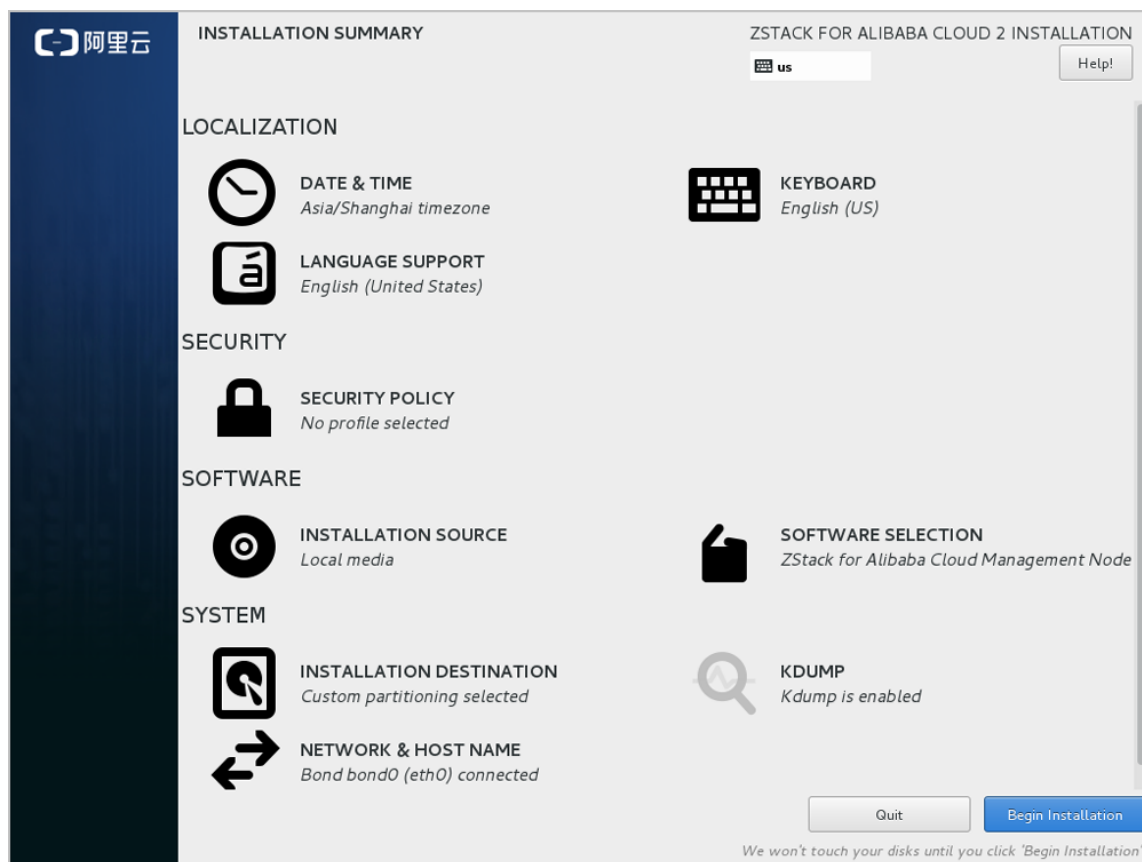 阿里云
INSTALLATION SUMMARY
ZSTACK FOR ALIBABA CLOUD 2 INSTALLATION
us
Help!
LOCALIZATION
DATE & TIME
Asia/Shanghai timezone
KEYBOARD
English (US)
á
LANGUAGE SUPPORT
English (United States)
SECURITY
SECURITY POLICY
No profile selected
SOFTWARE
INSTALLATION SOURCE
Local media
SOFTWARE SELECTION
ZStack for Alibaba Cloud Management Node
SYSTEM
INSTALLATION DESTINATION
Custom partitioning selected
KDUMP
Kdump is enabled
NETWORK & HOST NAME
Bond bond0 (eth0) connected
Quit
Begin Installation
We won't touch your disks until you click 'Begin Installation'